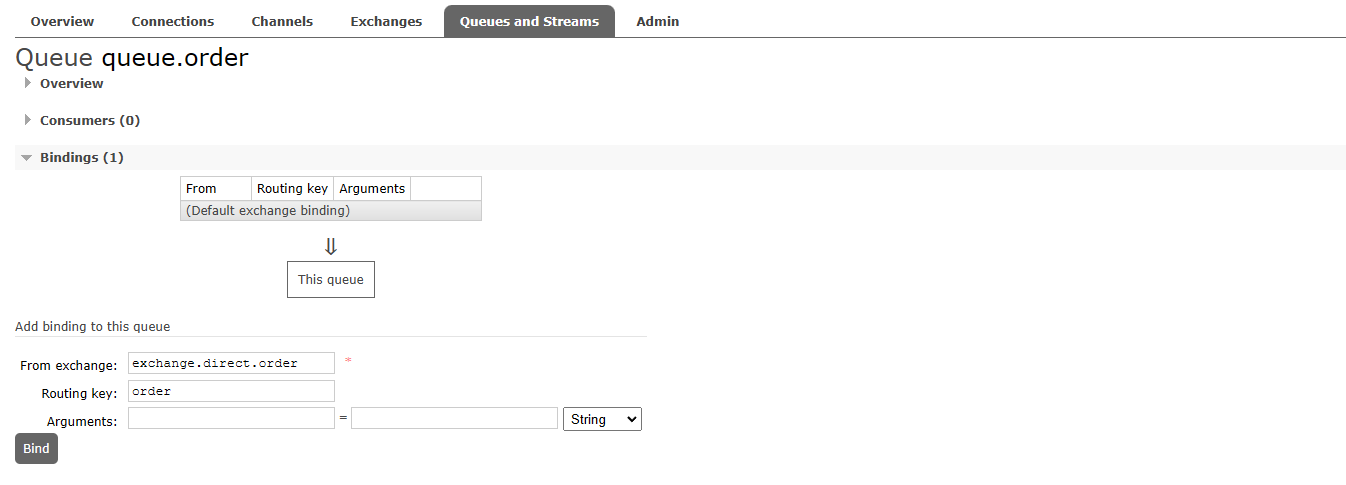 Overview Connections Channels Exchanges Queues and Streams Admin
Queue queue.order
Overview
Consumers (0)
Bindings (1)
From Routing key Arguments
(Default exchange binding)
⇓
This queue
Add binding to this queue
From exchange: exchange.direct.order *
Routing key: order
Arguments: = String
Bind